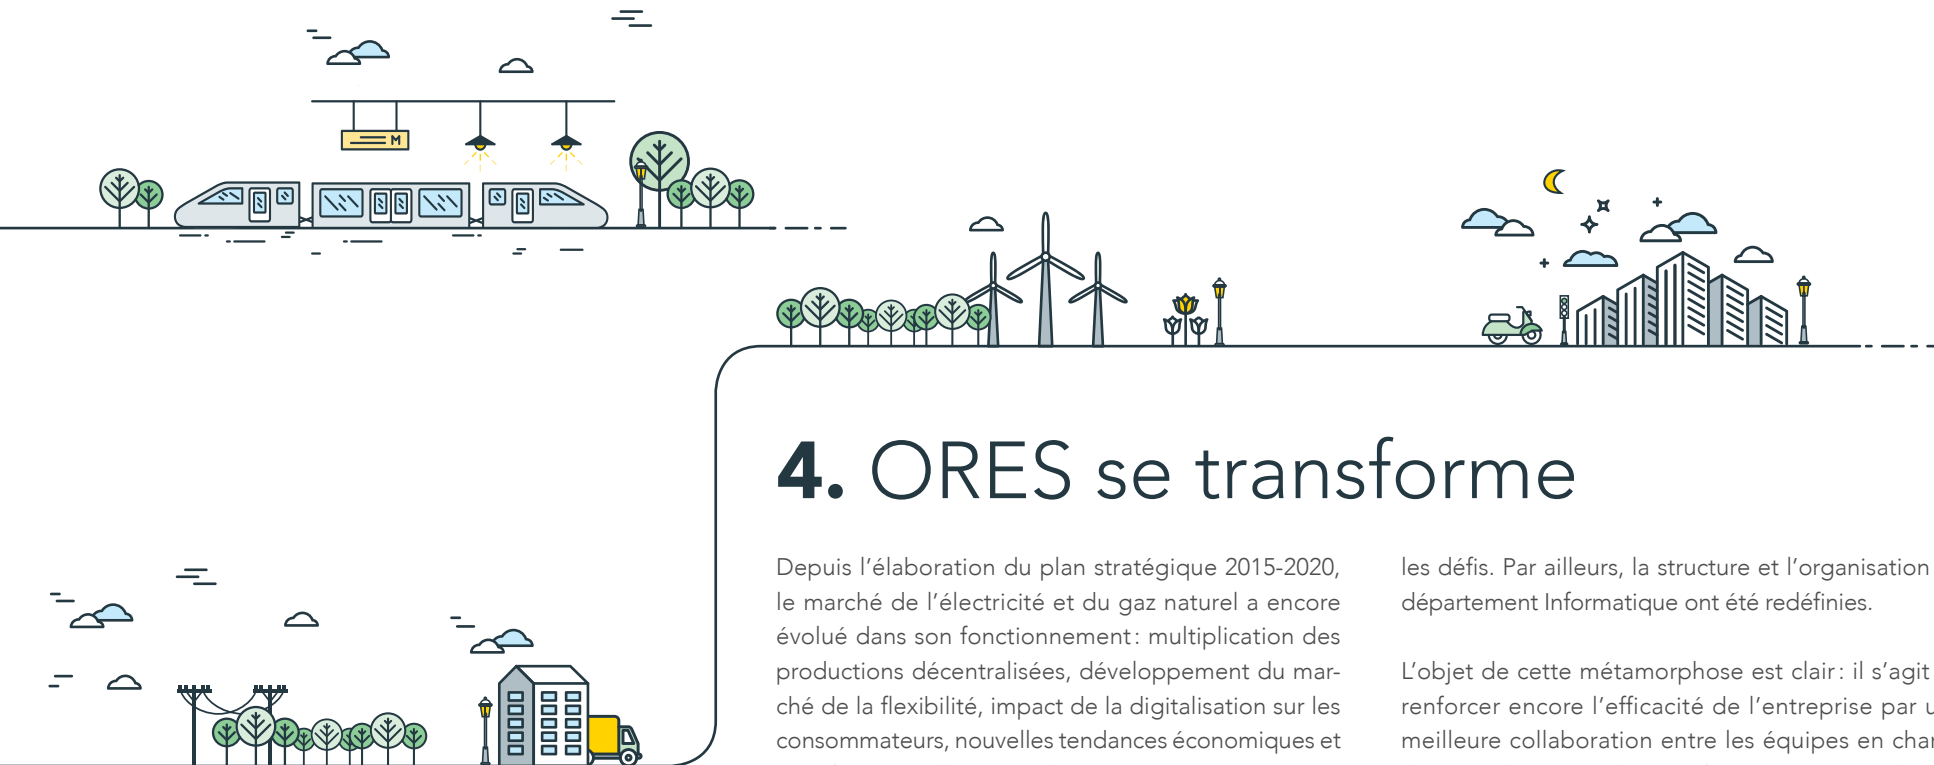 M
4. ORES se transforme
Depuis l'élaboration du plan stratégique 2015-2020,
le marché de l'électricité et du gaz naturel a encore
évolué dans son fonctionnement : multiplication des
productions décentralisées, développement du mar-
ché de la flexibilité, impact de la digitalisation sur les
consommateurs, nouvelles tendances économiques et
les défis. Par ailleurs, la structure et l'organisation
département Informatique ont été redéfinies.
L'objet de cette métamorphose est clair : il s'agit
renforcer encore l'efficacité de l'entreprise par
meilleure collaboration entre les équipes en